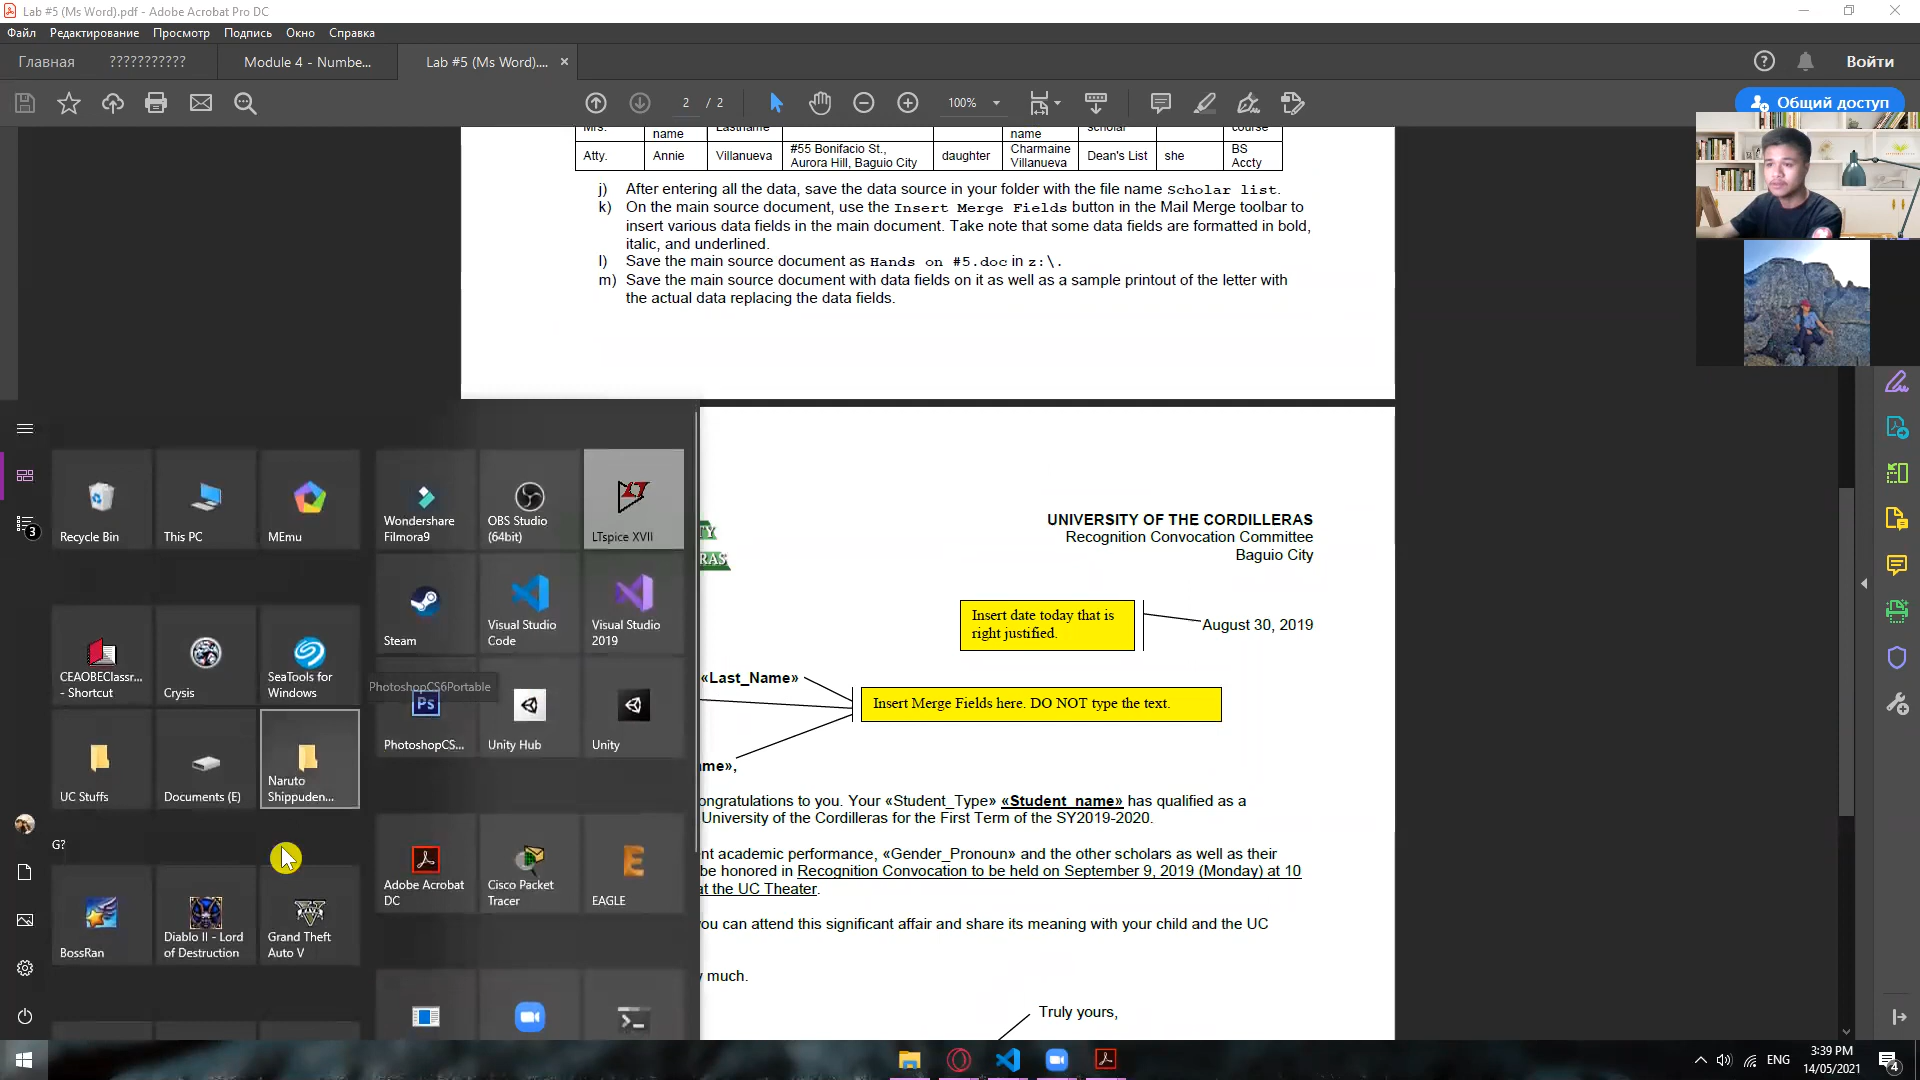 Lab #5 (Ms Word).pdf - Adobe Acrobat Pro DC
Файл Редактирование Просмотр Подпись Окно Справка
Главная ??????????? Module 4 - Numbe... Lab #5 (Ms Word).... × Войти
2 / 2 100% Общий доступ
Mrs. name Lastname name scholar course
Atty. Annie Villanueva #55 Bonifacio St., Aurora Hill, Baguio City daughter Charmaine Villanueva Dean's List she BS Accty
j) After entering all the data, save the data source in your folder with the file name Scholar list.
k) On the main source document, use the Insert Merge Fields button in the Mail Merge toolbar to
insert various data fields in the main document. Take note that some data fields are formatted in bold,
italic, and underlined.
l) Save the main source document as Hands on #5.doc in z:\.
m) Save the main source document with data fields on it as well as a sample printout of the letter with
the actual data replacing the data fields.
3
Recycle Bin
This PC
MEmu
Wondershare Filmora9
OBS Studio (64bit)
LTspice XVII
Steam
Visual Studio Code
Visual Studio 2019
CEAOBEClassr... - Shortcut
Crysis
SeaTools for Windows
PhotoshopCS6Portable
Ps
PhotoshopCS...
Unity Hub
Unity
UC Stuffs
Documents (E)
Naruto Shippuden...
G?
Adobe Acrobat DC
Cisco Packet Tracer
EAGLE
BossRan
Diablo II - Lord of Destruction
Grand Theft Auto V
TY
RAS
UNIVERSITY OF THE CORDILLERAS
Recognition Convocation Committee
Baguio City
Insert date today that is
right justified.
August 30, 2019
«Last_Name»
Insert Merge Fields here. DO NOT type the text.
me»,
ongratulations to you. Your «Student_Type» «Student_name» has qualified as a
University of the Cordilleras for the First Term of the SY2019-2020.
nt academic performance, «Gender_Pronoun» and the other scholars as well as their
be honored in Recognition Convocation to be held on September 9, 2019 (Monday) at 10
at the UC Theater.
you can attend this significant affair and share its meaning with your child and the UC
y much.
Truly yours,
ENG
3:39 PM
14/05/2021
4